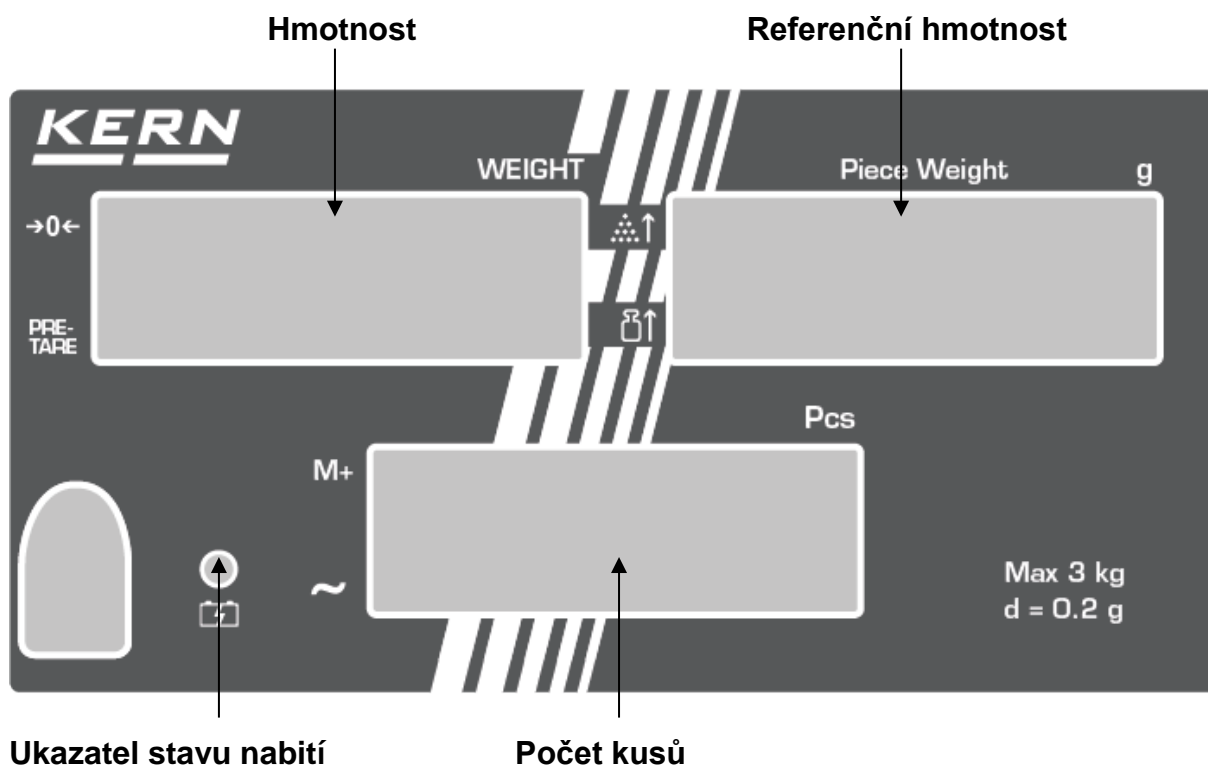 Hmotnost
Referenční hmotnost
KERN
WEIGHT
Piece Weight g
→0←
PRE-
TARE
Pcs
M+
~
Max 3 kg
d = 0.2 g
Ukazatel stavu nabití
Počet kusů